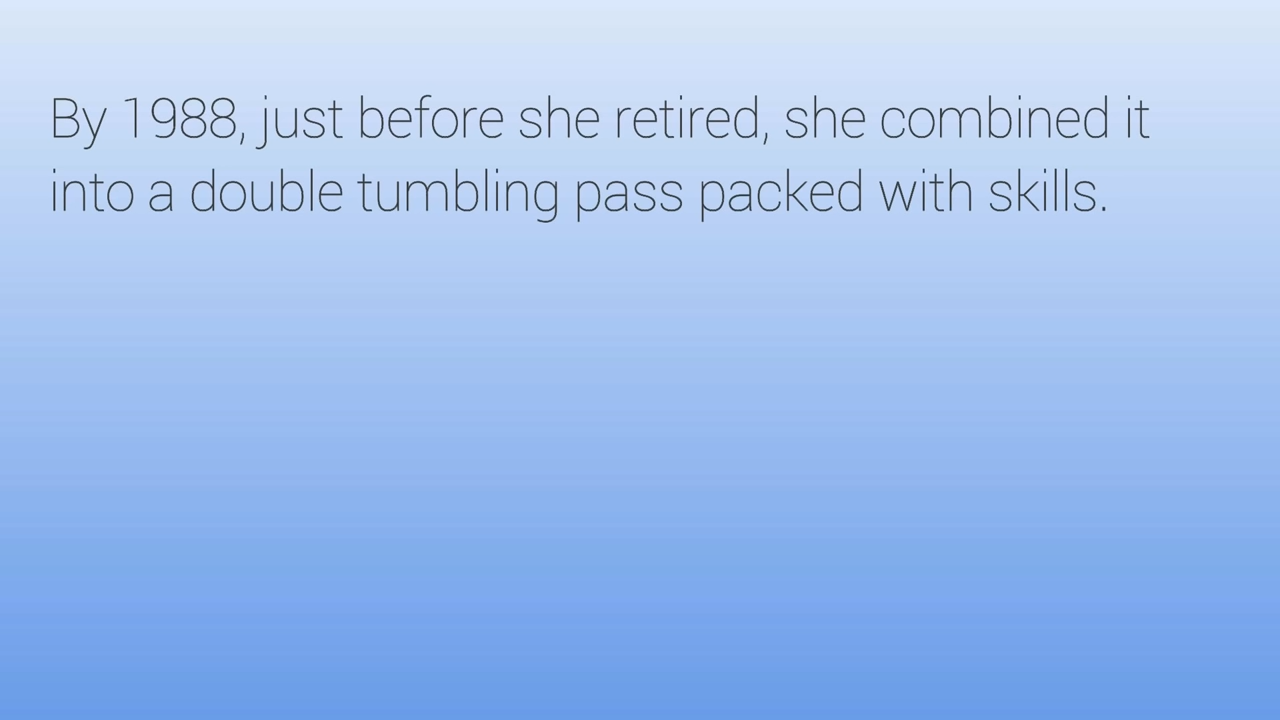 By 1988, just before she retired, she combined it
into a double tumbling pass packed with skills.